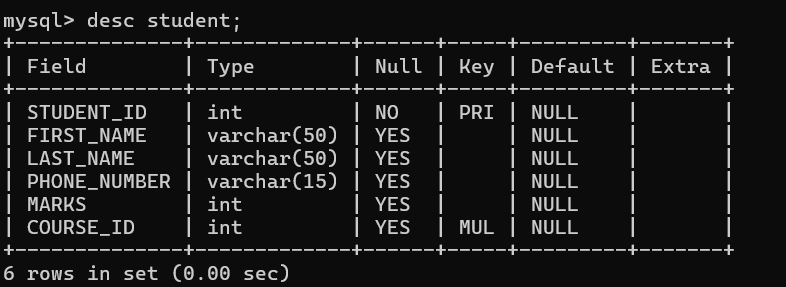 mysql> desc student;
+--------------+-------------+------+-----+---------+-------+
| Field        | Type        | Null | Key | Default | Extra |
+--------------+-------------+------+-----+---------+-------+
| STUDENT_ID   | int         | NO   | PRI | NULL    |       |
| FIRST_NAME   | varchar(50) | YES  |     | NULL    |       |
| LAST_NAME    | varchar(50) | YES  |     | NULL    |       |
| PHONE_NUMBER | varchar(15) | YES  |     | NULL    |       |
| MARKS        | int         | YES  |     | NULL    |       |
| COURSE_ID    | int         | YES  | MUL | NULL    |       |
+--------------+-------------+------+-----+---------+-------+
6 rows in set (0.00 sec)